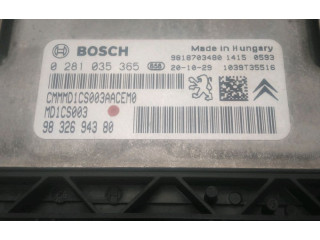 BOSCH
Made in Hungary
0 281 035 365
9818703480 1415 0593
20-10-29 1039T35516
CMMMD1CS003AACEM0
MD1CS003
98 326 943 80